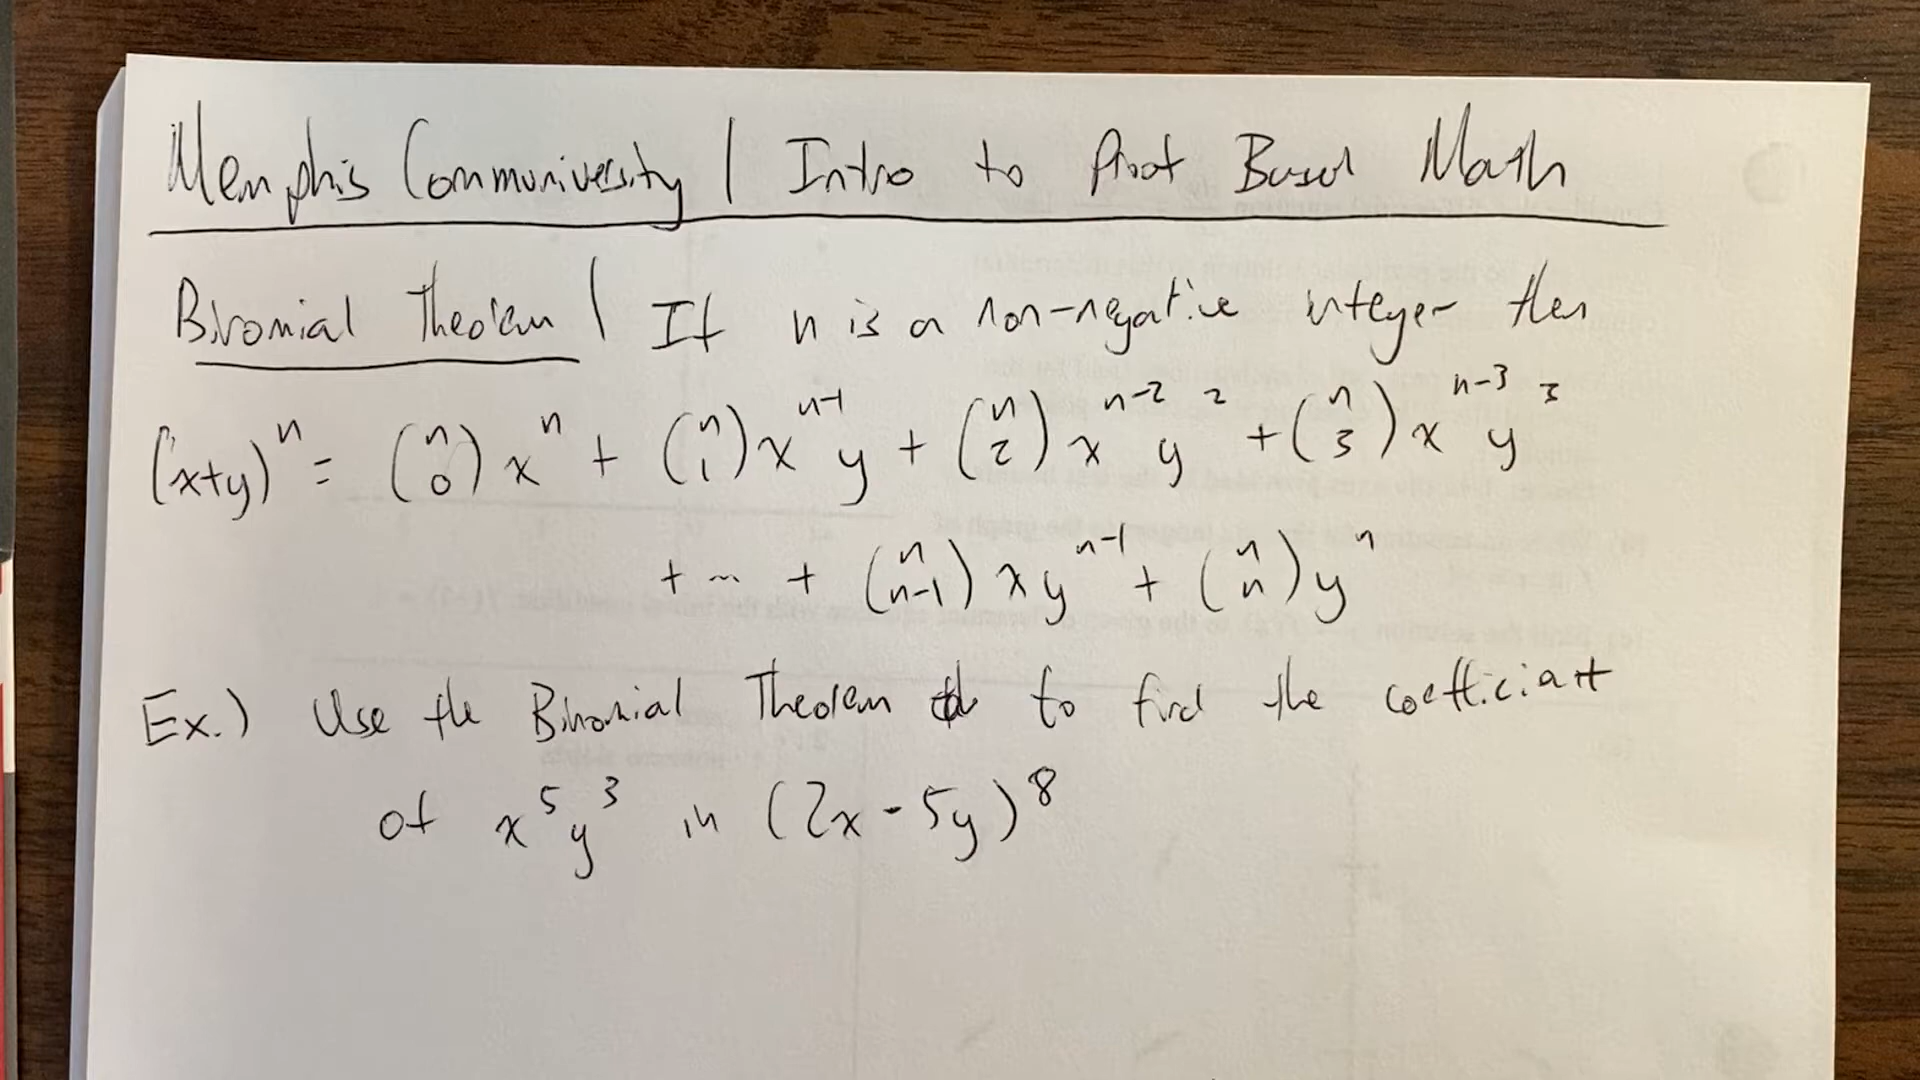 Memphis Communiversity | Intro to Proof Based Math
Binomial Theorem | If n is a non-negative integer then
(x+y)^n = (n 0) x^n + (n 1) x^{n-1} y + (n 2) x^{n-2} y^2 + (n 3) x^{n-3} y^3
+ ... + (n n-1) x y^{n-1} + (n n) y^n
Ex.) Use the Binomial Theorem to find the coefficient
of x^5 y^3 in (2x - 5y)^8